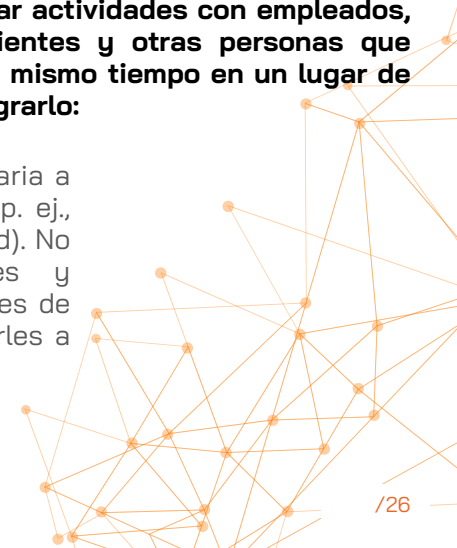 ar actividades con empleados,
ientes y otras personas que
mismo tiempo en un lugar de
grarlo:
aria a
p. ej.,
d). No
es y
es de
rles a
/26